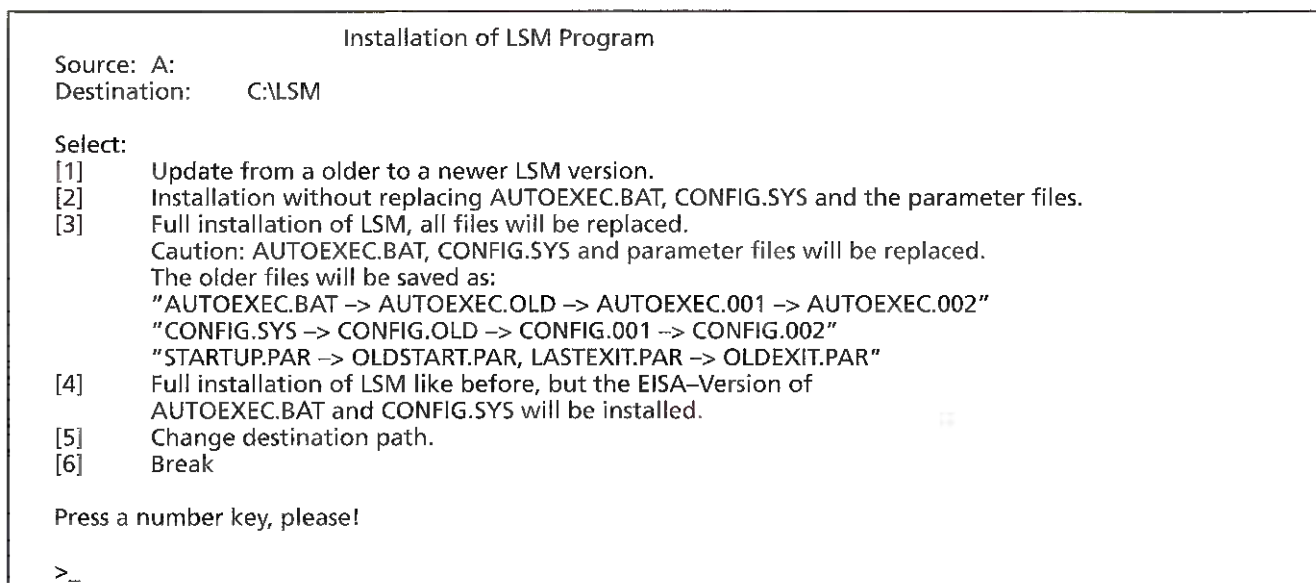 Installation of LSM Program
Source: A:
Destination: C:\LSM
Select:
[1] Update from a older to a newer LSM version.
[2] Installation without replacing AUTOEXEC.BAT, CONFIG.SYS and the parameter files.
[3] Full installation of LSM, all files will be replaced.
Caution: AUTOEXEC.BAT, CONFIG.SYS and parameter files will be replaced.
The older files will be saved as:
"AUTOEXEC.BAT –> AUTOEXEC.OLD –> AUTOEXEC.001 –> AUTOEXEC.002"
"CONFIG.SYS –> CONFIG.OLD –> CONFIG.001 –> CONFIG.002"
"STARTUP.PAR –> OLDSTART.PAR, LASTEXIT.PAR –> OLDEXIT.PAR"
[4] Full installation of LSM like before, but the EISA–Version of
AUTOEXEC.BAT and CONFIG.SYS will be installed.
[5] Change destination path.
[6] Break
Press a number key, please!
>_